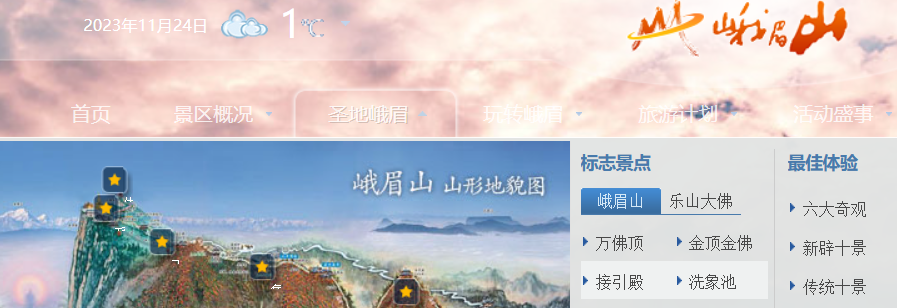 2023年11月24日 1℃
峨眉山
首页 景区概况 圣地峨眉 玩转峨眉 旅游计划 活动盛事
峨眉山 山形地貌图
标志景点
峨眉山 乐山大佛
万佛顶 金顶金佛
接引殿 洗象池
最佳体验
六大奇观
新辟十景
传统十景